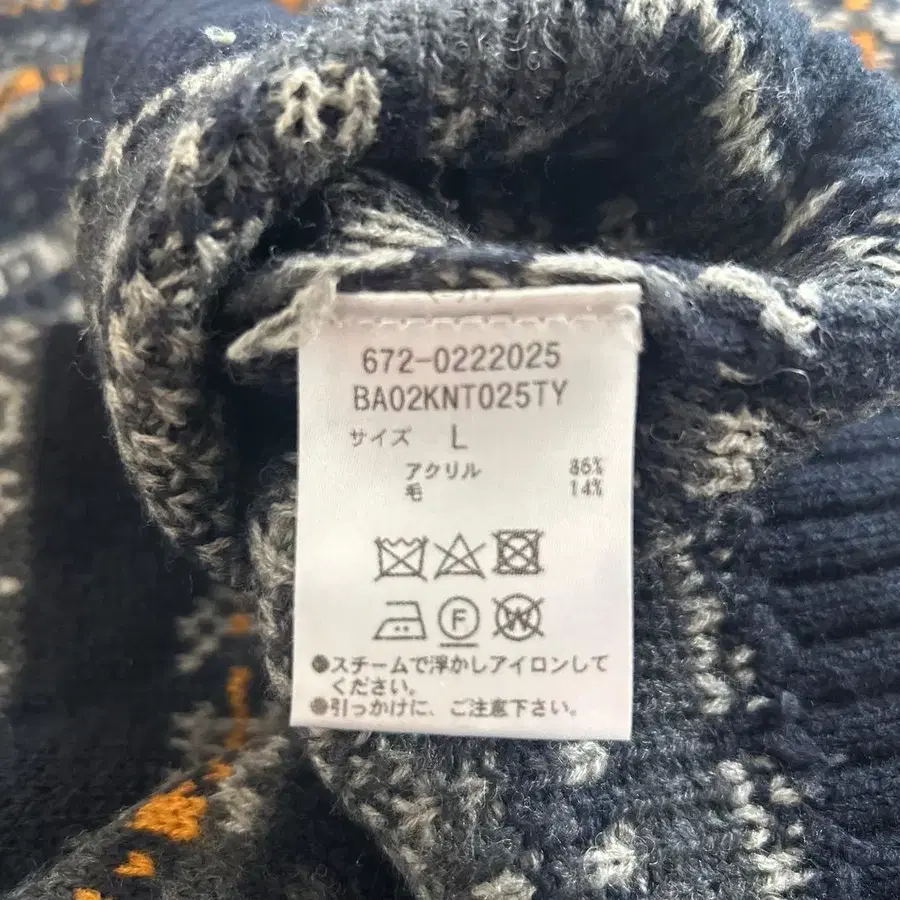 672-0222025
BA02KNT025TY
サイズ L
アクリル 86%
毛 14%
F
W
●スチームで浮かしアイロンして
ください。
●引っかけに、ご注意下さい。